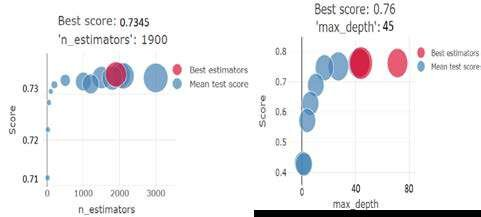 Best score: 0.7345
'n_estimators': 1900
Score
0.73
0.72
0.71
0
1000
2000
3000
n_estimators
Best estimators
Mean test score
Best score: 0.76
'max_depth': 45
Score
0.8
0.7
0.6
0.5
0.4
0
40
80
max_depth
Best estimators
Mean test score